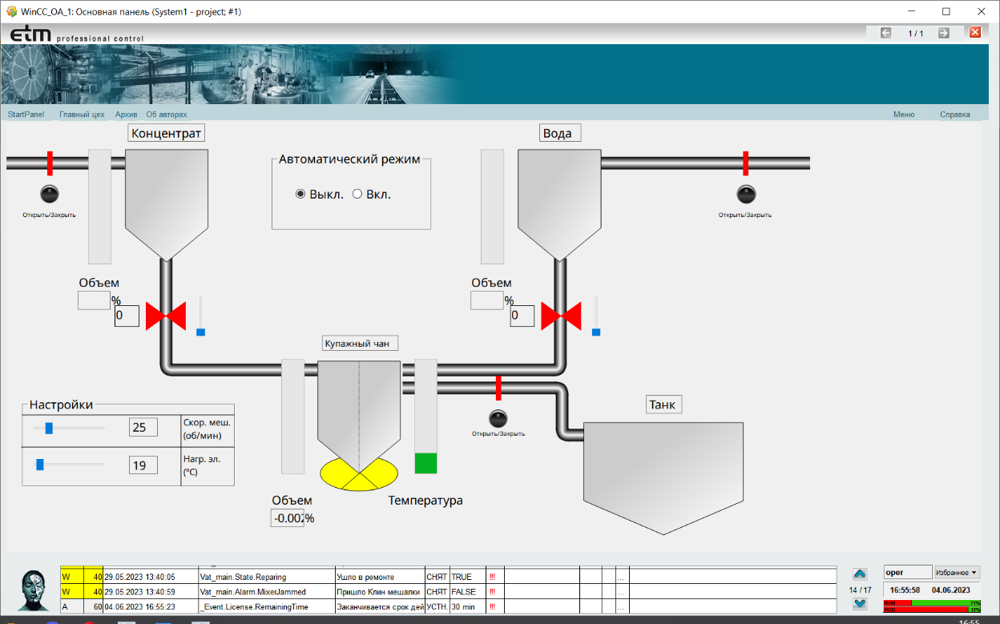 WinCC_OA_1: Основная панель (System1 - project; #1)
etm professional control
1 / 1
StartPanel Главный цех Архив Об авторах Меню Справка
Концентрат
Вода
Автоматический режим
Выкл. Вкл.
Открыть/Закрыть
Открыть/Закрыть
Объем
%
0
Объем
%
0
Купажный чан
Настройки
25 Скор. меш.
(об/мин)
19 Нагр. эл.
(°C)
Открыть/Закрыть
Танк
Объем
-0.002%
Температура
W 40 29.05.2023 13:40:05 Vat_main.State.Reparing Ушло в ремонте СНЯТ TRUE !!! ...
W 40 29.05.2023 13:40:59 Vat_main.Alarm.MixerJammed Пришло Клин мешалки СНЯТ FALSE !!! ...
A 60 04.06.2023 16:55:23 _Event.License.RemainingTime Заканчивается срок дей УСТН. 30 min !!! ...
14 / 17
oper Избранное
16:55:58 04.06.2023
RAM 71%
HDD
16:55